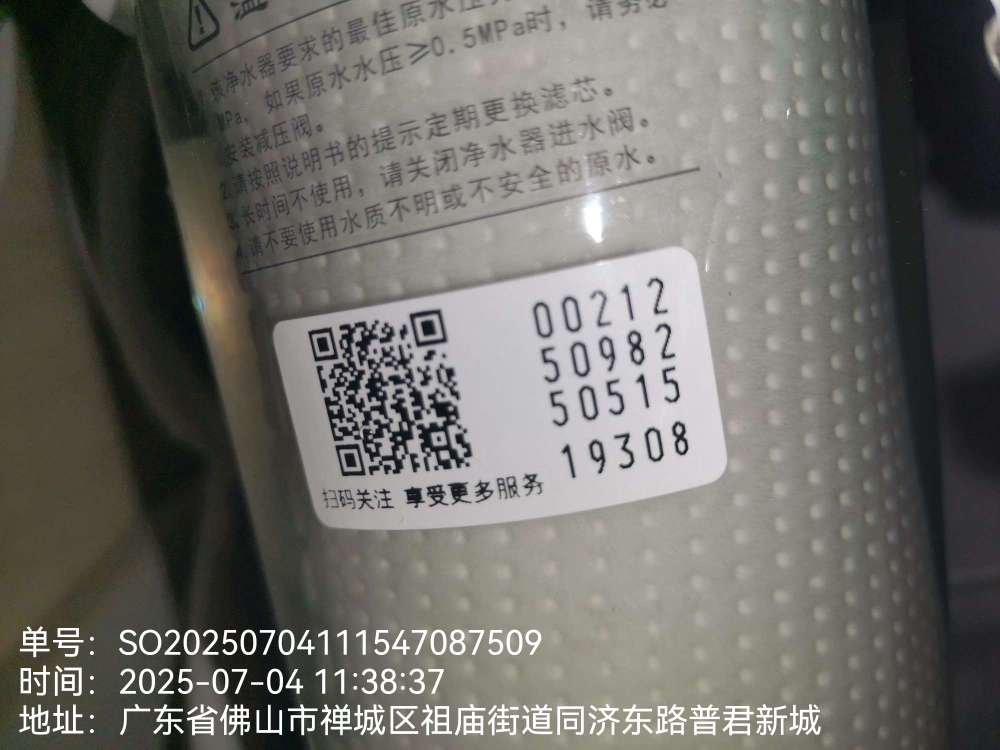 温
1.该净水器要求的最佳原水水压
MPa，如果原水水压≥0.5MPa时，请务必
安装减压阀。
2.请按照说明书的提示定期更换滤芯。
3.长时间不使用，请关闭净水器进水阀。
4.请不要使用水质不明或不安全的原水。
00212
50982
50515
19308
扫码关注 享受更多服务
单号：SO20250704111547087509
时间：2025-07-04 11:38:37
地址：广东省佛山市禅城区祖庙街道同济东路普君新城